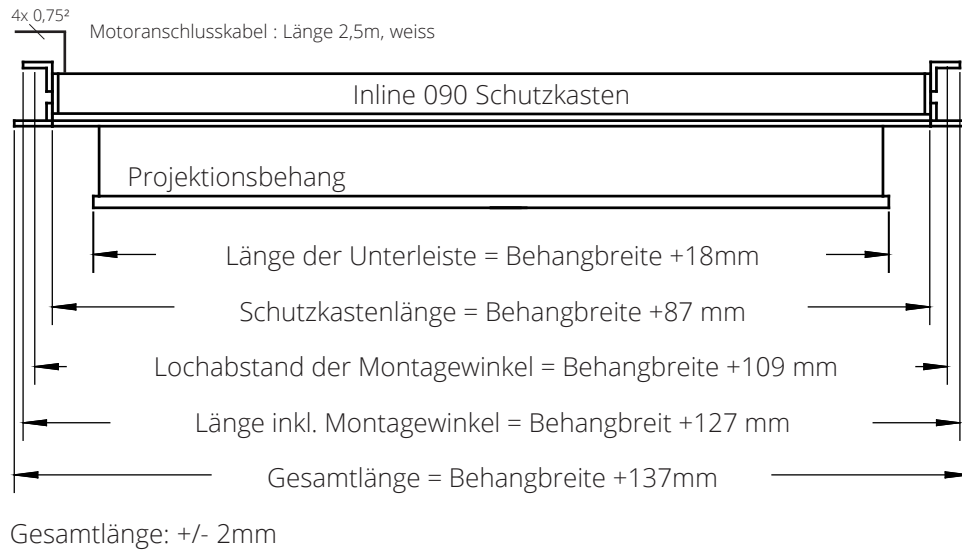 4x 0,75²
Motoranschlusskabel : Länge 2,5m, weiss
Inline 090 Schutzkasten
Projektionsbehang
Länge der Unterleiste = Behangbreite +18mm
Schutzkastenlänge = Behangbreite +87 mm
Lochabstand der Montagewinkel = Behangbreite +109 mm
Länge inkl. Montagewinkel = Behangbreit +127 mm
Gesamtlänge = Behangbreite +137mm
Gesamtlänge: +/- 2mm